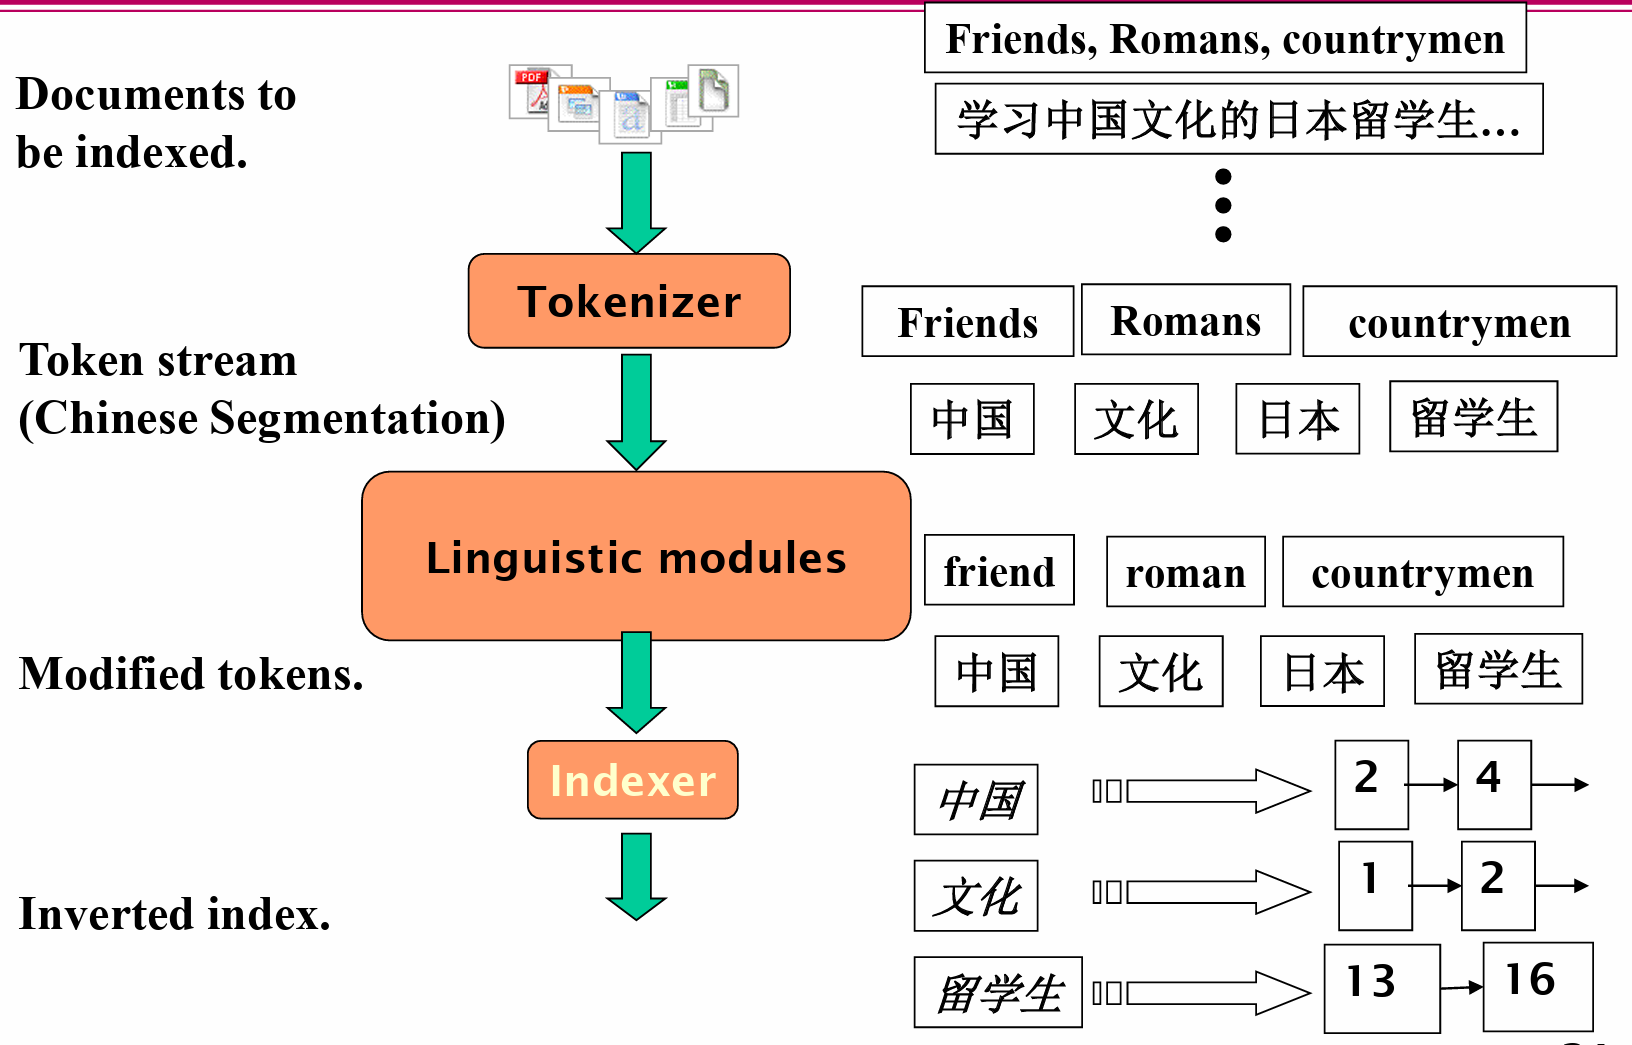 Friends, Romans, countrymen
Documents to
be indexed.
PDF
学习中国文化的日本留学生...
Tokenizer
Friends
Romans
countrymen
Token stream
(Chinese Segmentation)
中国
文化
日本
留学生
Linguistic modules
friend
roman
countrymen
Modified tokens.
中国
文化
日本
留学生
Indexer
中国
2
4
文化
1
2
Inverted index.
留学生
13
16